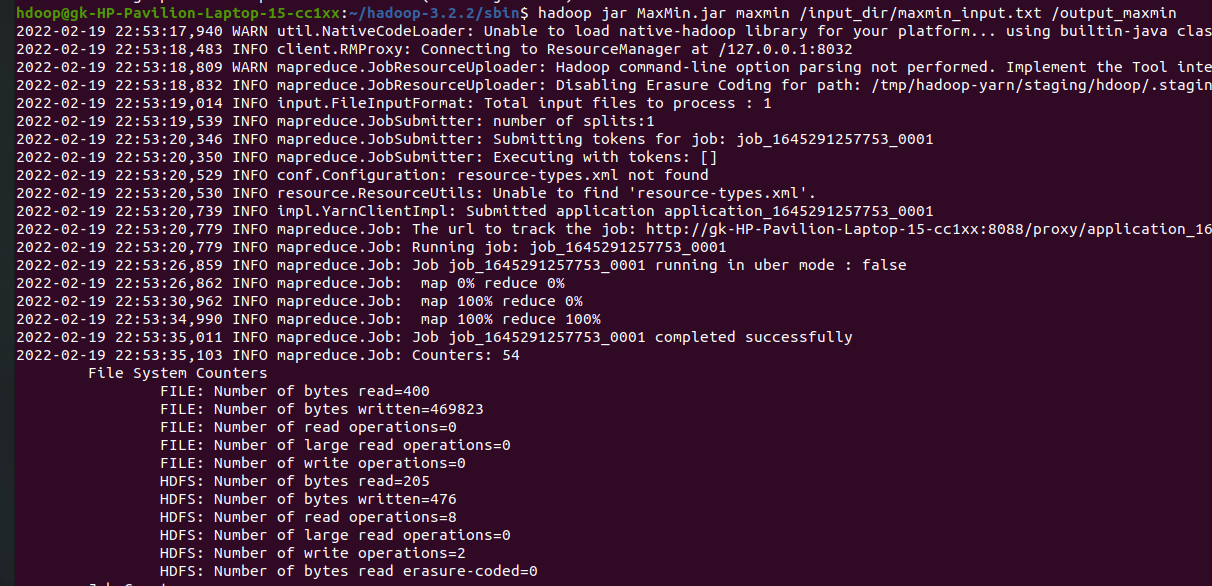 hdoop@gk-HP-Pavilion-Laptop-15-cc1xx:~/hadoop-3.2.2/sbin$ hadoop jar MaxMin.jar maxmin /input_dir/maxmin_input.txt /output_maxmin
2022-02-19 22:53:17,940 WARN util.NativeCodeLoader: Unable to load native-hadoop library for your platform... using builtin-java clas
2022-02-19 22:53:18,483 INFO client.RMProxy: Connecting to ResourceManager at /127.0.0.1:8032
2022-02-19 22:53:18,809 WARN mapreduce.JobResourceUploader: Hadoop command-line option parsing not performed. Implement the Tool inte
2022-02-19 22:53:18,832 INFO mapreduce.JobResourceUploader: Disabling Erasure Coding for path: /tmp/hadoop-yarn/staging/hdoop/.stagin
2022-02-19 22:53:19,014 INFO input.FileInputFormat: Total input files to process : 1
2022-02-19 22:53:19,539 INFO mapreduce.JobSubmitter: number of splits:1
2022-02-19 22:53:20,346 INFO mapreduce.JobSubmitter: Submitting tokens for job: job_1645291257753_0001
2022-02-19 22:53:20,350 INFO mapreduce.JobSubmitter: Executing with tokens: []
2022-02-19 22:53:20,529 INFO conf.Configuration: resource-types.xml not found
2022-02-19 22:53:20,530 INFO resource.ResourceUtils: Unable to find 'resource-types.xml'.
2022-02-19 22:53:20,739 INFO impl.YarnClientImpl: Submitted application application_1645291257753_0001
2022-02-19 22:53:20,779 INFO mapreduce.Job: The url to track the job: http://gk-HP-Pavilion-Laptop-15-cc1xx:8088/proxy/application_16
2022-02-19 22:53:20,779 INFO mapreduce.Job: Running job: job_1645291257753_0001
2022-02-19 22:53:26,859 INFO mapreduce.Job: Job job_1645291257753_0001 running in uber mode : false
2022-02-19 22:53:26,862 INFO mapreduce.Job:  map 0% reduce 0%
2022-02-19 22:53:30,962 INFO mapreduce.Job:  map 100% reduce 0%
2022-02-19 22:53:34,990 INFO mapreduce.Job:  map 100% reduce 100%
2022-02-19 22:53:35,011 INFO mapreduce.Job: Job job_1645291257753_0001 completed successfully
2022-02-19 22:53:35,103 INFO mapreduce.Job: Counters: 54
File System Counters
FILE: Number of bytes read=400
FILE: Number of bytes written=469823
FILE: Number of read operations=0
FILE: Number of large read operations=0
FILE: Number of write operations=0
HDFS: Number of bytes read=205
HDFS: Number of bytes written=476
HDFS: Number of read operations=8
HDFS: Number of large read operations=0
HDFS: Number of write operations=2
HDFS: Number of bytes read erasure-coded=0